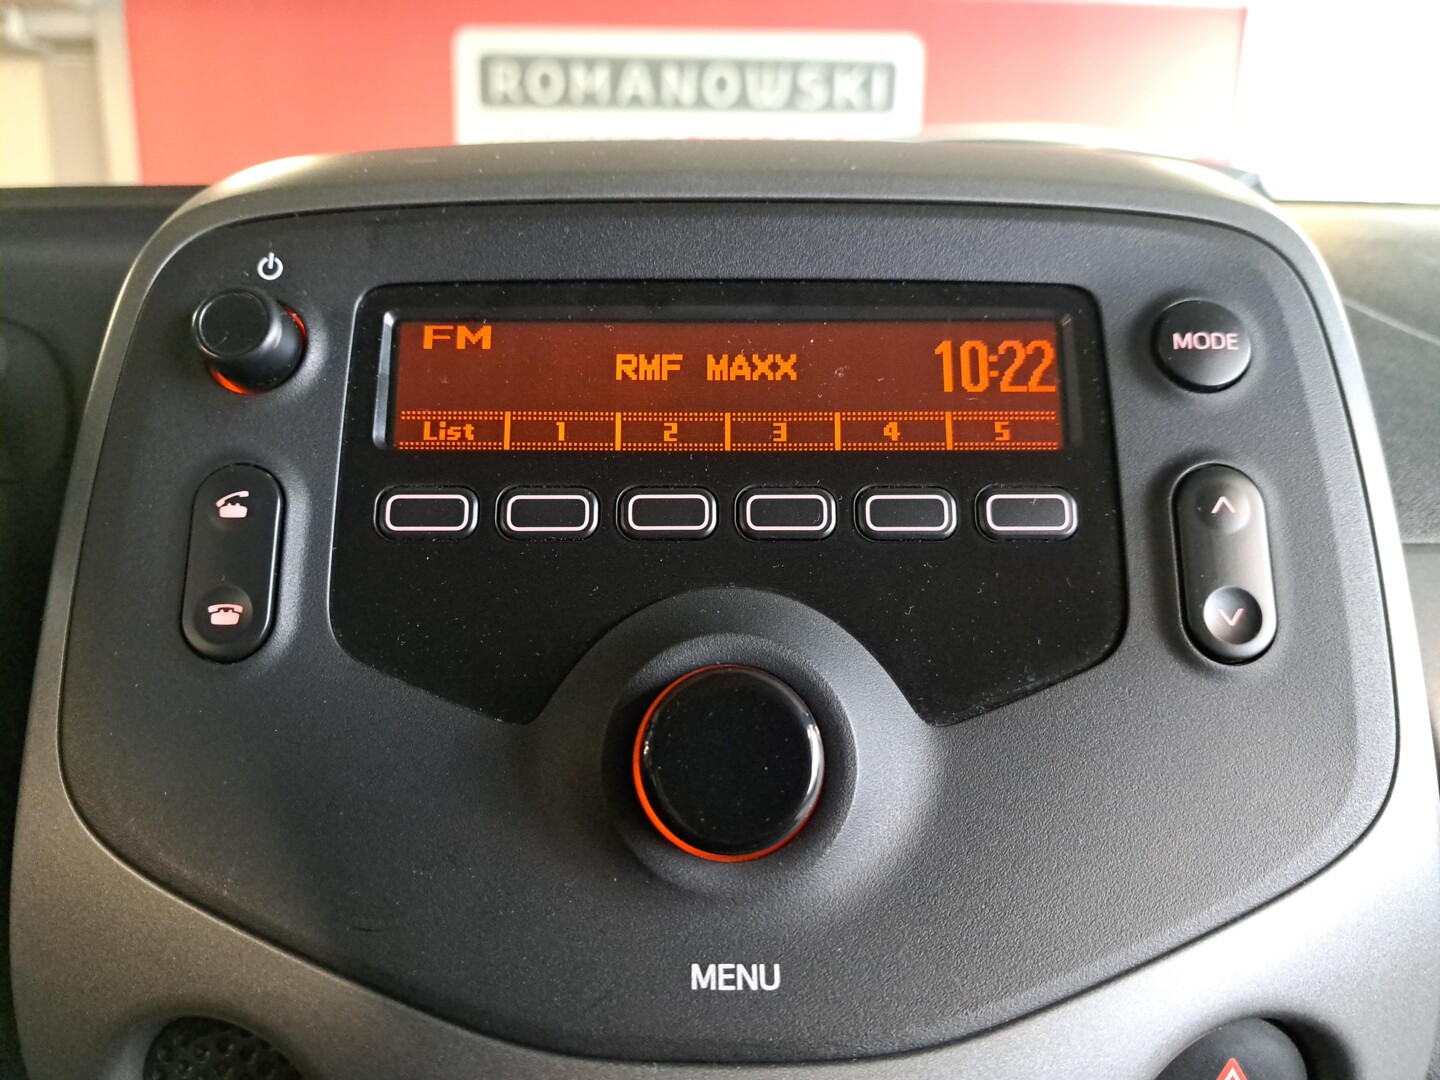 ROMANOWSKI
FM
RMF MAXX
10:22
List 1 2 3 4 5
MODE
MENU